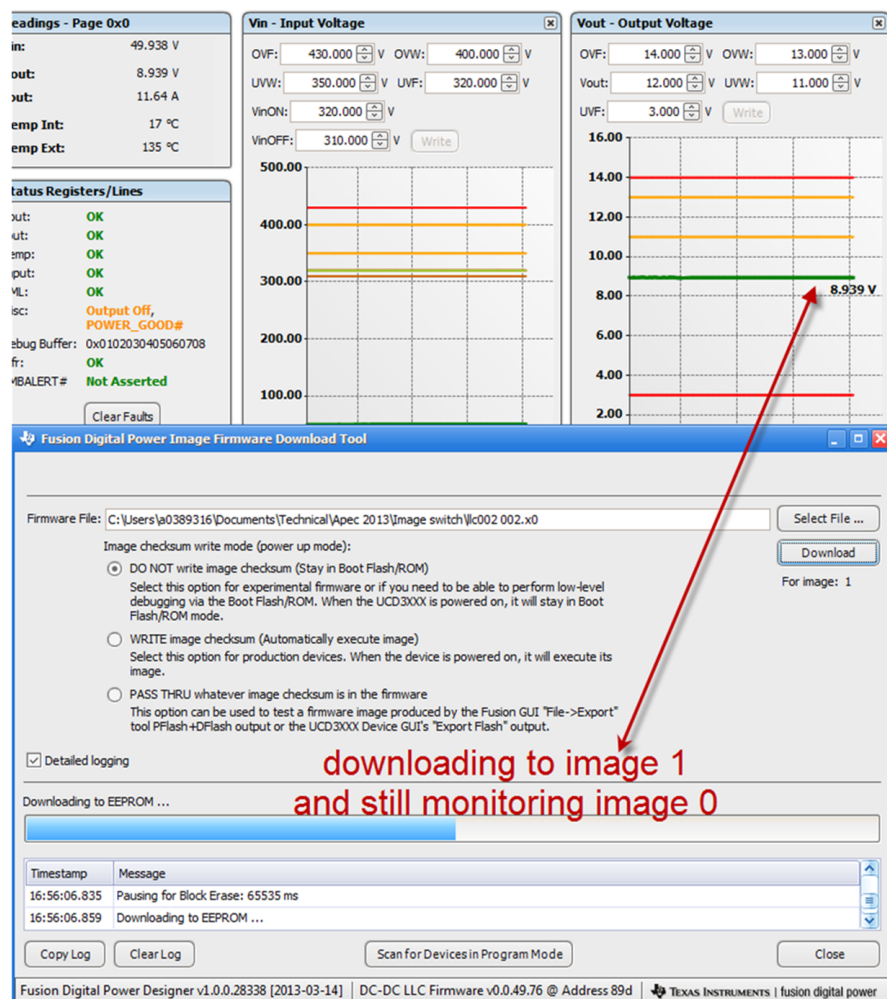 eadings - Page 0x0
in: 49.938 V
out: 8.939 V
out: 11.64 A
emp Int: 17 ºC
emp Ext: 135 ºC
tatus Registers/Lines
out: OK
ut: OK
emp: OK
put: OK
ML: OK
isc: Output Off,
POWER_GOOD#
ebug Buffer: 0x0102030405060708
fr: OK
MBALERT# Not Asserted
Clear Faults
Vin - Input Voltage
OVF: 430.000 V OVW: 400.000 V
UVW: 350.000 V UVF: 320.000 V
VinON: 320.000 V
VinOFF: 310.000 V Write
500.00
400.00
300.00
200.00
100.00
Vout - Output Voltage
OVF: 14.000 V OVW: 13.000 V
Vout: 12.000 V UVW: 11.000 V
UVF: 3.000 V Write
16.00
14.00
12.00
10.00
8.939 V
8.00
6.00
4.00
2.00
Fusion Digital Power Image Firmware Download Tool
Firmware File: C:\Users\a0389316\Documents\Technical\Apec 2013\Image switch\llc002 002.x0 Select File ...
Image checksum write mode (power up mode): Download
For image: 1
DO NOT write image checksum (Stay in Boot Flash/ROM)
Select this option for experimental firmware or if you need to be able to perform low-level
debugging via the Boot Flash/ROM. When the UCD3XXX is powered on, it will stay in Boot
Flash/ROM mode.
WRITE image checksum (Automatically execute image)
Select this option for production devices. When the device is powered on, it will execute its
image.
PASS THRU whatever image checksum is in the firmware
This option can be used to test a firmware image produced by the Fusion GUI "File->Export"
tool PFlash+DFlash output or the UCD3XXX Device GUI's "Export Flash" output.
Detailed logging
downloading to image 1
and still monitoring image 0
Downloading to EEPROM ...
Timestamp Message
16:56:06.835 Pausing for Block Erase: 65535 ms
16:56:06.859 Downloading to EEPROM ...
Copy Log Clear Log Scan for Devices in Program Mode Close
Fusion Digital Power Designer v1.0.0.28338 [2013-03-14] DC-DC LLC Firmware v0.0.49.76 @ Address 89d TEXAS INSTRUMENTS | fusion digital power